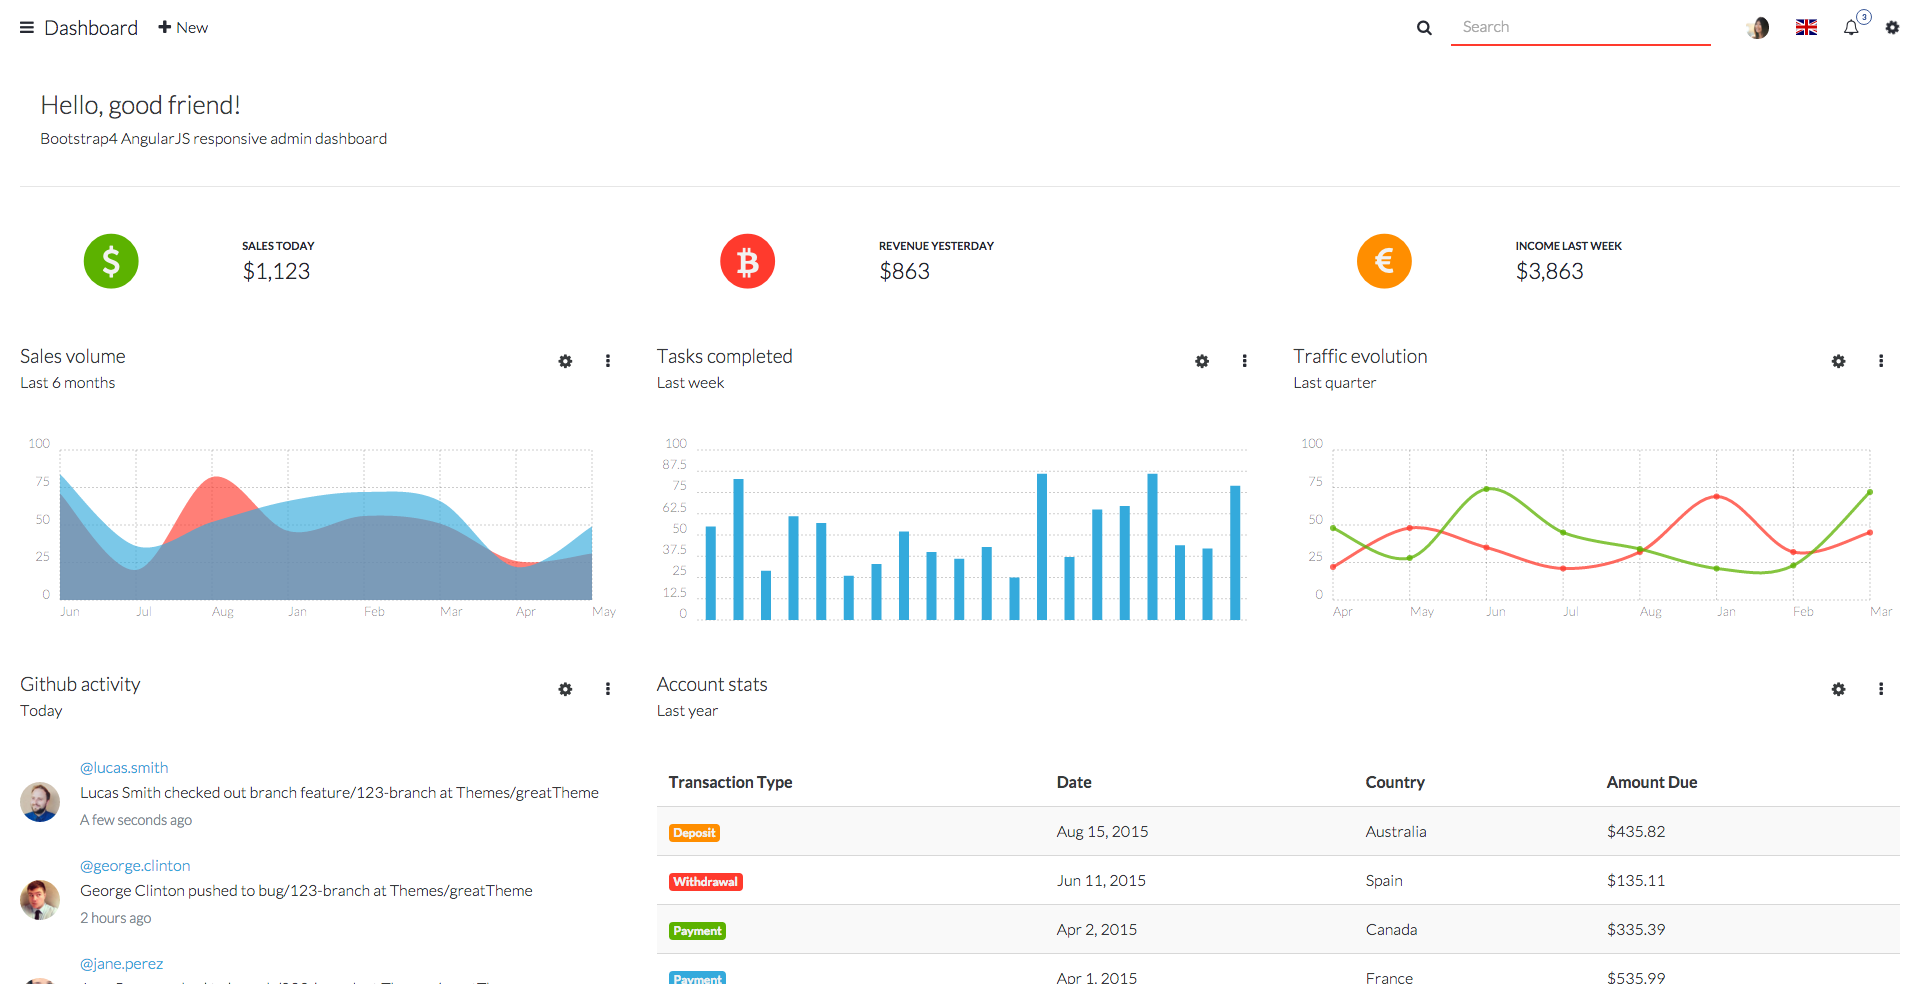 Dashboard
New
Search
3
Hello, good friend!
Bootstrap4 AngularJS responsive admin dashboard
SALES TODAY
$1,123
REVENUE YESTERDAY
$863
INCOME LAST WEEK
$3,863
Sales volume
Last 6 months
100
75
50
25
0
Jun Jul Aug Jan Feb Mar Apr May
Tasks completed
Last week
100
87.5
75
62.5
50
37.5
25
12.5
0
Traffic evolution
Last quarter
100
75
50
25
0
Apr May Jun Jul Aug Jan Feb Mar
Github activity
Today
@lucas.smith
Lucas Smith checked out branch feature/123-branch at Themes/greatTheme
A few seconds ago
@george.clinton
George Clinton pushed to bug/123-branch at Themes/greatTheme
2 hours ago
@jane.perez
Account stats
Last year
Transaction Type Date Country Amount Due
Deposit Aug 15, 2015 Australia $435.82
Withdrawal Jun 11, 2015 Spain $135.11
Payment Apr 2, 2015 Canada $335.39
Payment Apr 1, 2015 France $535.99